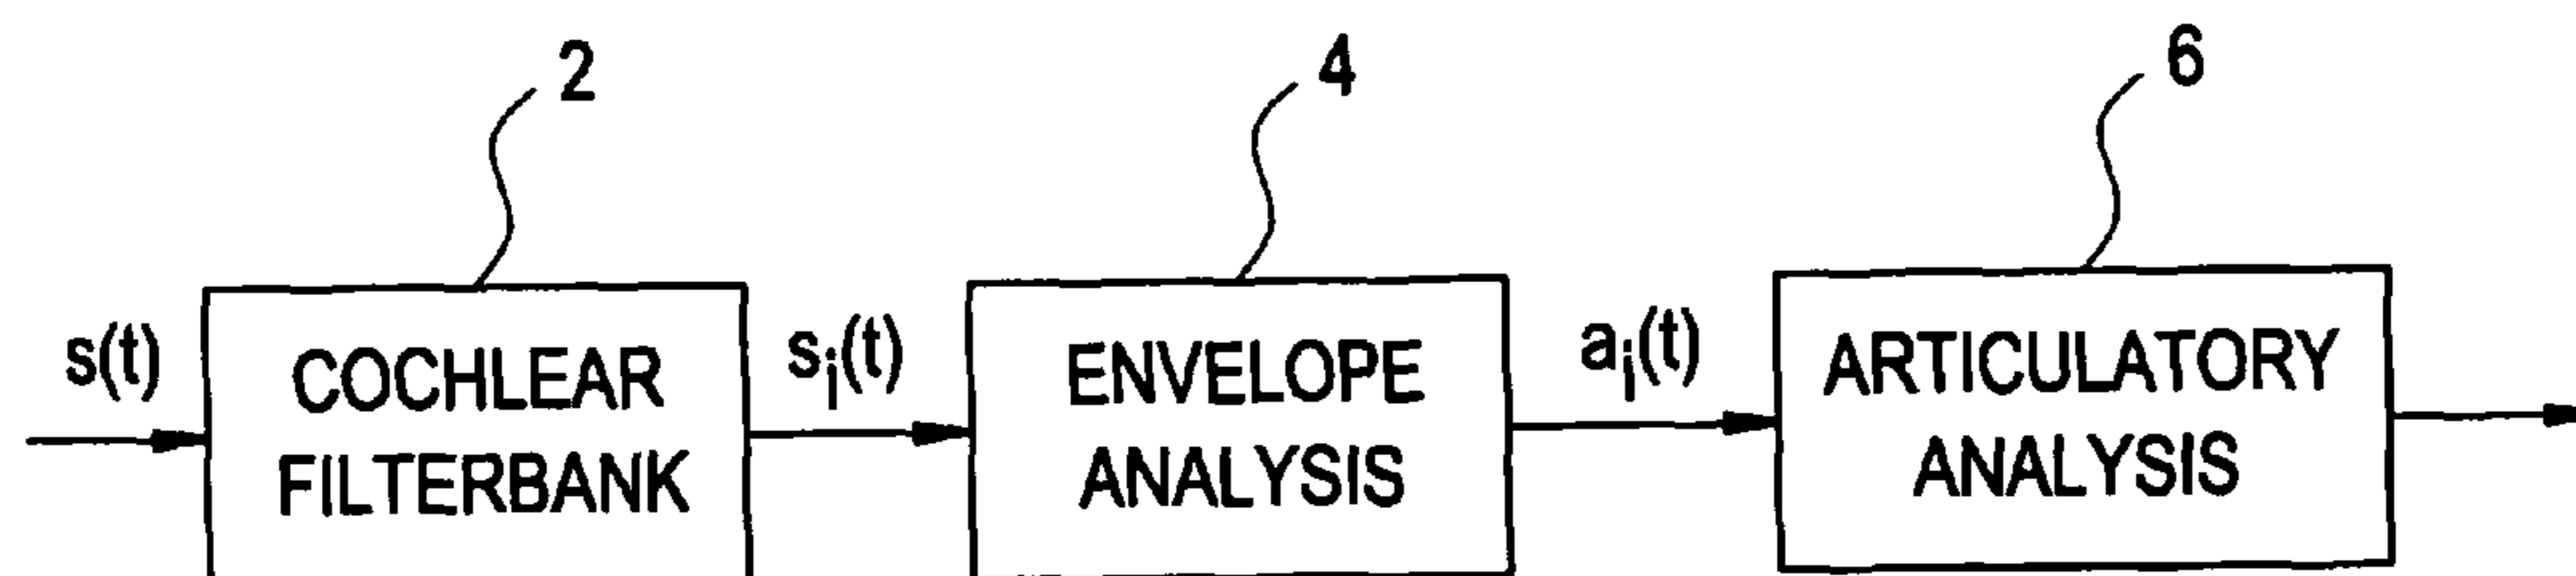 2
4
6
s(t)
COCHLEAR
FILTERBANK
sᵢ(t)
ENVELOPE
ANALYSIS
aᵢ(t)
ARTICULATORY
ANALYSIS